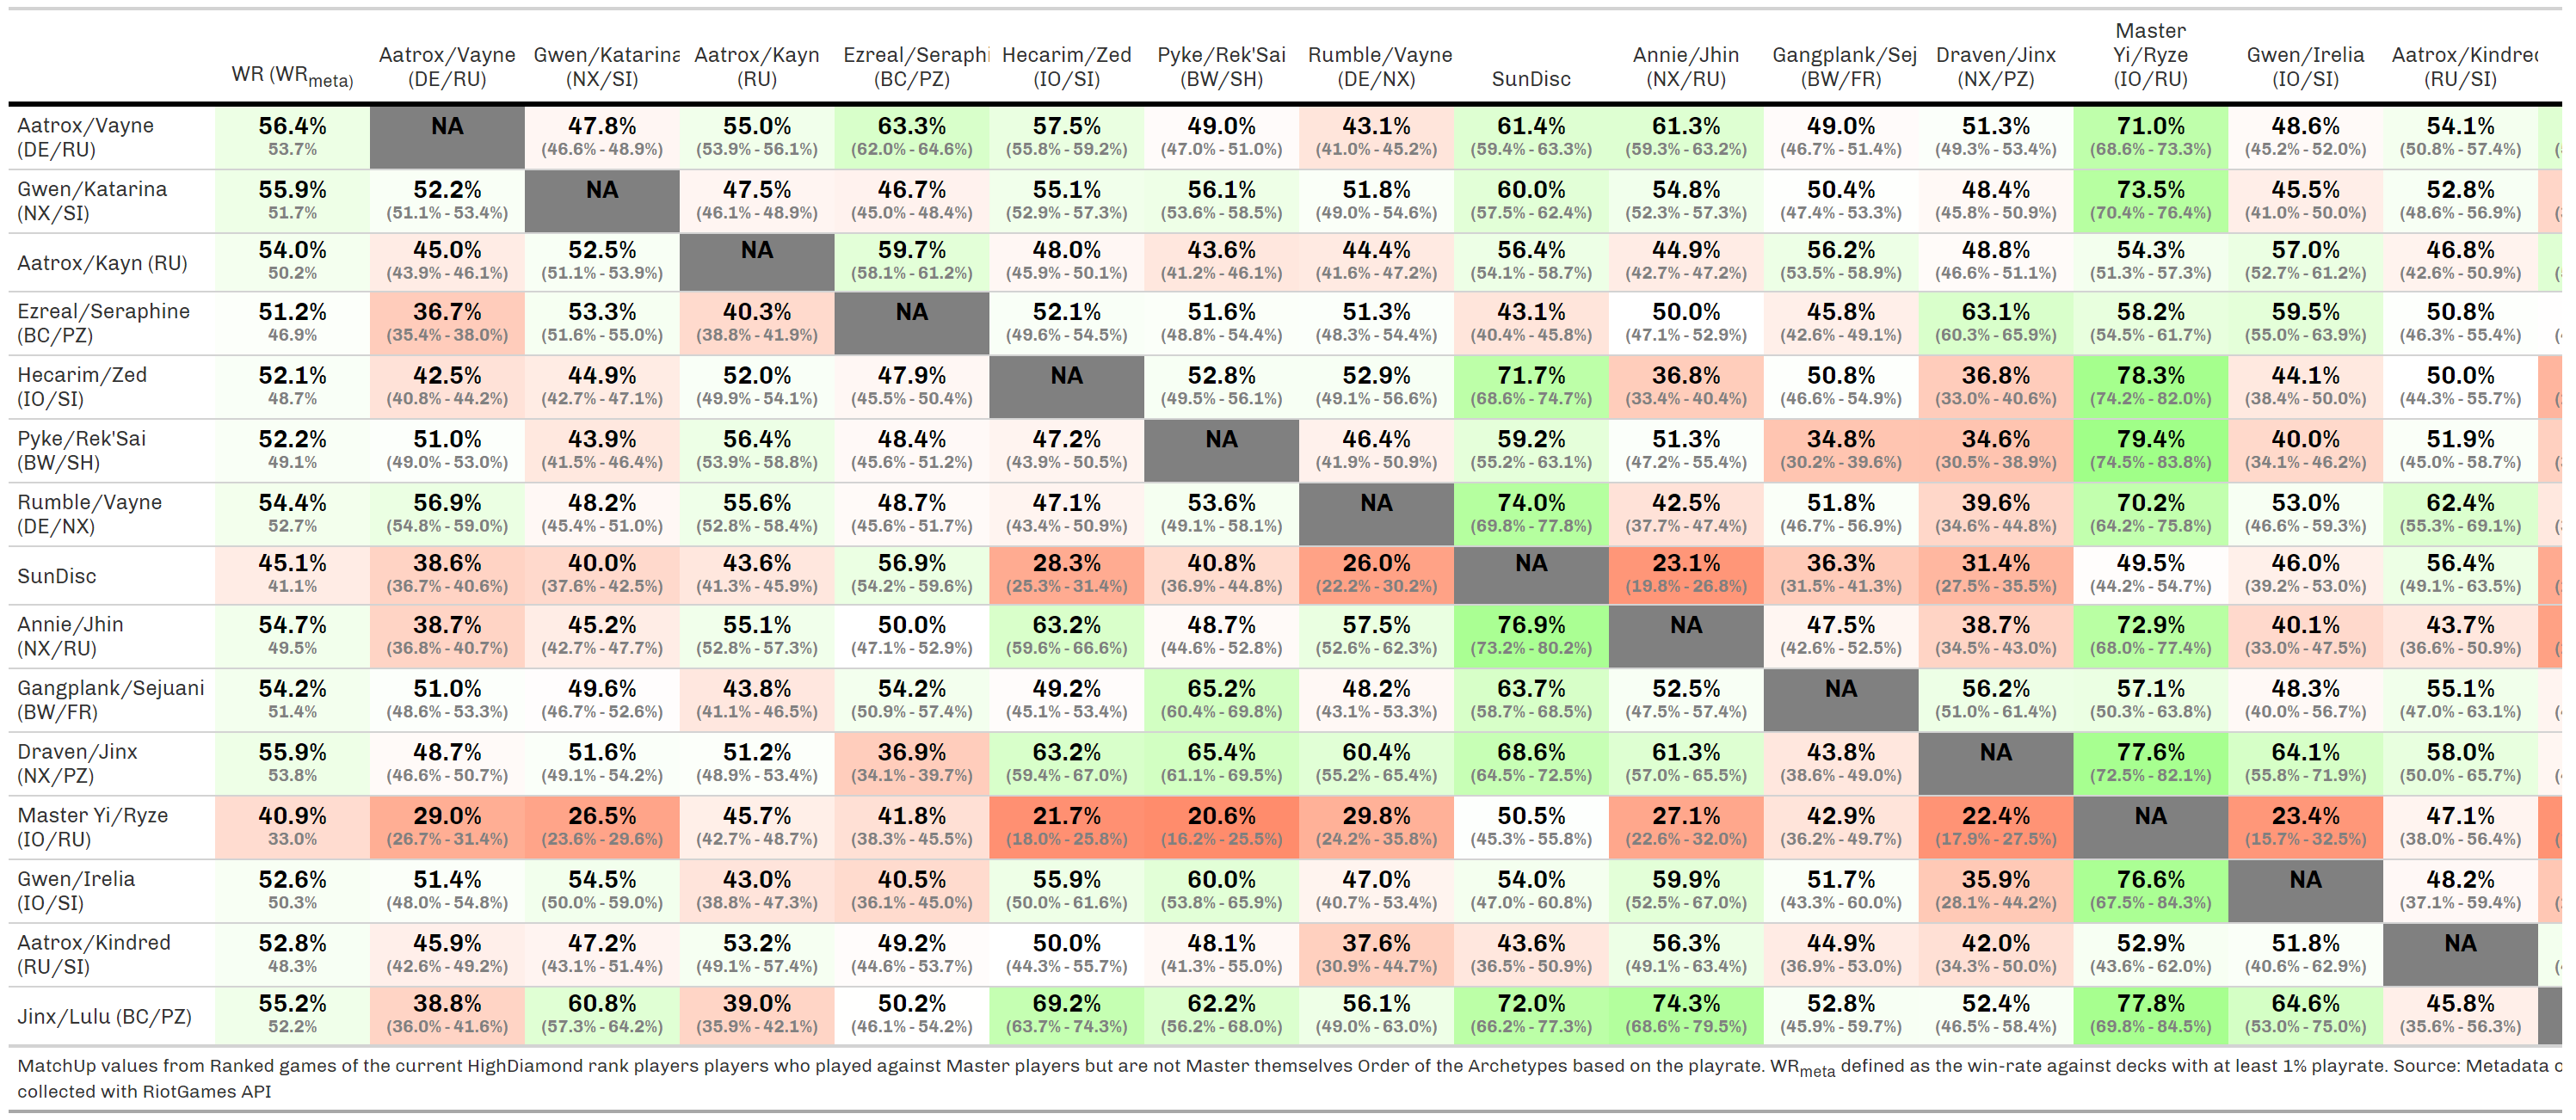 WR (WRmeta) Aatrox/Vayne (DE/RU) Gwen/Katarina (NX/SI) Aatrox/Kayn (RU) Ezreal/Seraphi (BC/PZ) Hecarim/Zed (IO/SI) Pyke/Rek'Sai (BW/SH) Rumble/Vayne (DE/NX) SunDisc Annie/Jhin (NX/RU) Gangplank/Sej (BW/FR) Draven/Jinx (NX/PZ) Master Yi/Ryze (IO/RU) Gwen/Irelia (IO/SI) Aatrox/Kindred (RU/SI)
Aatrox/Vayne 56.4% NA 47.8% 55.0% 63.3% 57.5% 49.0% 43.1% 61.4% 61.3% 49.0% 51.3% 71.0% 48.6% 54.1%
(DE/RU) 53.7% (46.6% - 48.9%) (53.9% - 56.1%) (62.0% - 64.6%) (55.8% - 59.2%) (47.0% - 51.0%) (41.0% - 45.2%) (59.4% - 63.3%) (59.3% - 63.2%) (46.7% - 51.4%) (49.3% - 53.4%) (68.6% - 73.3%) (45.2% - 52.0%) (50.8% - 57.4%)
Gwen/Katarina 55.9% 52.2% NA 47.5% 46.7% 55.1% 56.1% 51.8% 60.0% 54.8% 50.4% 48.4% 73.5% 45.5% 52.8%
(NX/SI) 51.7% (51.1% - 53.4%) (46.1% - 48.9%) (45.0% - 48.4%) (52.9% - 57.3%) (53.6% - 58.5%) (49.0% - 54.6%) (57.5% - 62.4%) (52.3% - 57.3%) (47.4% - 53.3%) (45.8% - 50.9%) (70.4% - 76.4%) (41.0% - 50.0%) (48.6% - 56.9%)
Aatrox/Kayn (RU) 54.0% 45.0% 52.5% NA 59.7% 48.0% 43.6% 44.4% 56.4% 44.9% 56.2% 48.8% 54.3% 57.0% 46.8%
50.2% (43.9% - 46.1%) (51.1% - 53.9%) (58.1% - 61.2%) (45.9% - 50.1%) (41.2% - 46.1%) (41.6% - 47.2%) (54.1% - 58.7%) (42.7% - 47.2%) (53.5% - 58.9%) (46.6% - 51.1%) (51.3% - 57.3%) (52.7% - 61.2%) (42.6% - 50.9%)
Ezreal/Seraphine 51.2% 36.7% 53.3% 40.3% NA 52.1% 51.6% 51.3% 43.1% 50.0% 45.8% 63.1% 58.2% 59.5% 50.8%
(BC/PZ) 46.9% (35.4% - 38.0%) (51.6% - 55.0%) (38.8% - 41.9%) (49.6% - 54.5%) (48.8% - 54.4%) (48.3% - 54.4%) (40.4% - 45.8%) (47.1% - 52.9%) (42.6% - 49.1%) (60.3% - 65.9%) (54.5% - 61.7%) (55.0% - 63.9%) (46.3% - 55.4%)
Hecarim/Zed 52.1% 42.5% 44.9% 52.0% 47.9% NA 52.8% 52.9% 71.7% 36.8% 50.8% 36.8% 78.3% 44.1% 50.0%
(IO/SI) 48.7% (40.8% - 44.2%) (42.7% - 47.1%) (49.9% - 54.1%) (45.5% - 50.4%) (49.5% - 56.1%) (49.1% - 56.6%) (68.6% - 74.7%) (33.4% - 40.4%) (46.6% - 54.9%) (33.0% - 40.6%) (74.2% - 82.0%) (38.4% - 50.0%) (44.3% - 55.7%)
Pyke/Rek'Sai 52.2% 51.0% 43.9% 56.4% 48.4% 47.2% NA 46.4% 59.2% 51.3% 34.8% 34.6% 79.4% 40.0% 51.9%
(BW/SH) 49.1% (49.0% - 53.0%) (41.5% - 46.4%) (53.9% - 58.8%) (45.6% - 51.2%) (43.9% - 50.5%) (41.9% - 50.9%) (55.2% - 63.1%) (47.2% - 55.4%) (30.2% - 39.6%) (30.5% - 38.9%) (74.5% - 83.8%) (34.1% - 46.2%) (45.0% - 58.7%)
Rumble/Vayne 54.4% 56.9% 48.2% 55.6% 48.7% 47.1% 53.6% NA 74.0% 42.5% 51.8% 39.6% 70.2% 53.0% 62.4%
(DE/NX) 52.7% (54.8% - 59.0%) (45.4% - 51.0%) (52.8% - 58.4%) (45.6% - 51.7%) (43.4% - 50.9%) (49.1% - 58.1%) (69.8% - 77.8%) (37.7% - 47.4%) (46.7% - 56.9%) (34.6% - 44.8%) (64.2% - 75.8%) (46.6% - 59.3%) (55.3% - 69.1%)
SunDisc 45.1% 38.6% 40.0% 43.6% 56.9% 28.3% 40.8% 26.0% NA 23.1% 36.3% 31.4% 49.5% 46.0% 56.4%
41.1% (36.7% - 40.6%) (37.6% - 42.5%) (41.3% - 45.9%) (54.2% - 59.6%) (25.3% - 31.4%) (36.9% - 44.8%) (22.2% - 30.2%) (19.8% - 26.8%) (31.5% - 41.3%) (27.5% - 35.5%) (44.2% - 54.7%) (39.2% - 53.0%) (49.1% - 63.5%)
Annie/Jhin 54.7% 38.7% 45.2% 55.1% 50.0% 63.2% 48.7% 57.5% 76.9% NA 47.5% 38.7% 72.9% 40.1% 43.7%
(NX/RU) 49.5% (36.8% - 40.7%) (42.7% - 47.7%) (52.8% - 57.3%) (47.1% - 52.9%) (59.6% - 66.6%) (44.6% - 52.8%) (52.6% - 62.3%) (73.2% - 80.2%) (42.6% - 52.5%) (34.5% - 43.0%) (68.0% - 77.4%) (33.0% - 47.5%) (36.6% - 50.9%)
Gangplank/Sejuani 54.2% 51.0% 49.6% 43.8% 54.2% 49.2% 65.2% 48.2% 63.7% 52.5% NA 56.2% 57.1% 48.3% 55.1%
(BW/FR) 51.4% (48.6% - 53.3%) (46.7% - 52.6%) (41.1% - 46.5%) (50.9% - 57.4%) (45.1% - 53.4%) (60.4% - 69.8%) (43.1% - 53.3%) (58.7% - 68.5%) (47.5% - 57.4%) (51.0% - 61.4%) (50.3% - 63.8%) (40.0% - 56.7%) (47.0% - 63.1%)
Draven/Jinx 55.9% 48.7% 51.6% 51.2% 36.9% 63.2% 65.4% 60.4% 68.6% 61.3% 43.8% NA 77.6% 64.1% 58.0%
(NX/PZ) 53.8% (46.6% - 50.7%) (49.1% - 54.2%) (48.9% - 53.4%) (34.1% - 39.7%) (59.4% - 67.0%) (61.1% - 69.5%) (55.2% - 65.4%) (64.5% - 72.5%) (57.0% - 65.5%) (38.6% - 49.0%) (72.5% - 82.1%) (55.8% - 71.9%) (50.0% - 65.7%)
Master Yi/Ryze 40.9% 29.0% 26.5% 45.7% 41.8% 21.7% 20.6% 29.8% 50.5% 27.1% 42.9% 22.4% NA 23.4% 47.1%
(IO/RU) 33.0% (26.7% - 31.4%) (23.6% - 29.6%) (42.7% - 48.7%) (38.3% - 45.5%) (18.0% - 25.8%) (16.2% - 25.5%) (24.2% - 35.8%) (45.3% - 55.8%) (22.6% - 32.0%) (36.2% - 49.7%) (17.9% - 27.5%) (15.7% - 32.5%) (38.0% - 56.4%)
Gwen/Irelia 52.6% 51.4% 54.5% 43.0% 40.5% 55.9% 60.0% 47.0% 54.0% 59.9% 51.7% 35.9% 76.6% NA 48.2%
(IO/SI) 50.3% (48.0% - 54.8%) (50.0% - 59.0%) (38.8% - 47.3%) (36.1% - 45.0%) (50.0% - 61.6%) (53.8% - 65.9%) (40.7% - 53.4%) (47.0% - 60.8%) (52.5% - 67.0%) (43.3% - 60.0%) (28.1% - 44.2%) (67.5% - 84.3%) (37.1% - 59.4%)
Aatrox/Kindred 52.8% 45.9% 47.2% 53.2% 49.2% 50.0% 48.1% 37.6% 43.6% 56.3% 44.9% 42.0% 52.9% 51.8% NA
(RU/SI) 48.3% (42.6% - 49.2%) (43.1% - 51.4%) (49.1% - 57.4%) (44.6% - 53.7%) (44.3% - 55.7%) (41.3% - 55.0%) (30.9% - 44.7%) (36.5% - 50.9%) (49.1% - 63.4%) (36.9% - 53.0%) (34.3% - 50.0%) (43.6% - 62.0%) (40.6% - 62.9%)
Jinx/Lulu (BC/PZ) 55.2% 38.8% 60.8% 39.0% 50.2% 69.2% 62.2% 56.1% 72.0% 74.3% 52.8% 52.4% 77.8% 64.6% 45.8%
52.2% (36.0% - 41.6%) (57.3% - 64.2%) (35.9% - 42.1%) (46.1% - 54.2%) (63.7% - 74.3%) (56.2% - 68.0%) (49.0% - 63.0%) (66.2% - 77.3%) (68.6% - 79.5%) (45.9% - 59.7%) (46.5% - 58.4%) (69.8% - 84.5%) (53.0% - 75.0%) (35.6% - 56.3%)
MatchUp values from Ranked games of the current HighDiamond rank players players who played against Master players but are not Master themselves Order of the Archetypes based on the playrate. WRmeta defined as the win-rate against decks with at least 1% playrate. Source: Metadata
collected with RiotGames API